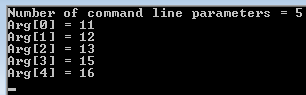 Number of command line parameters = 5
Arg[0] = 11
Arg[1] = 12
Arg[2] = 13
Arg[3] = 15
Arg[4] = 16